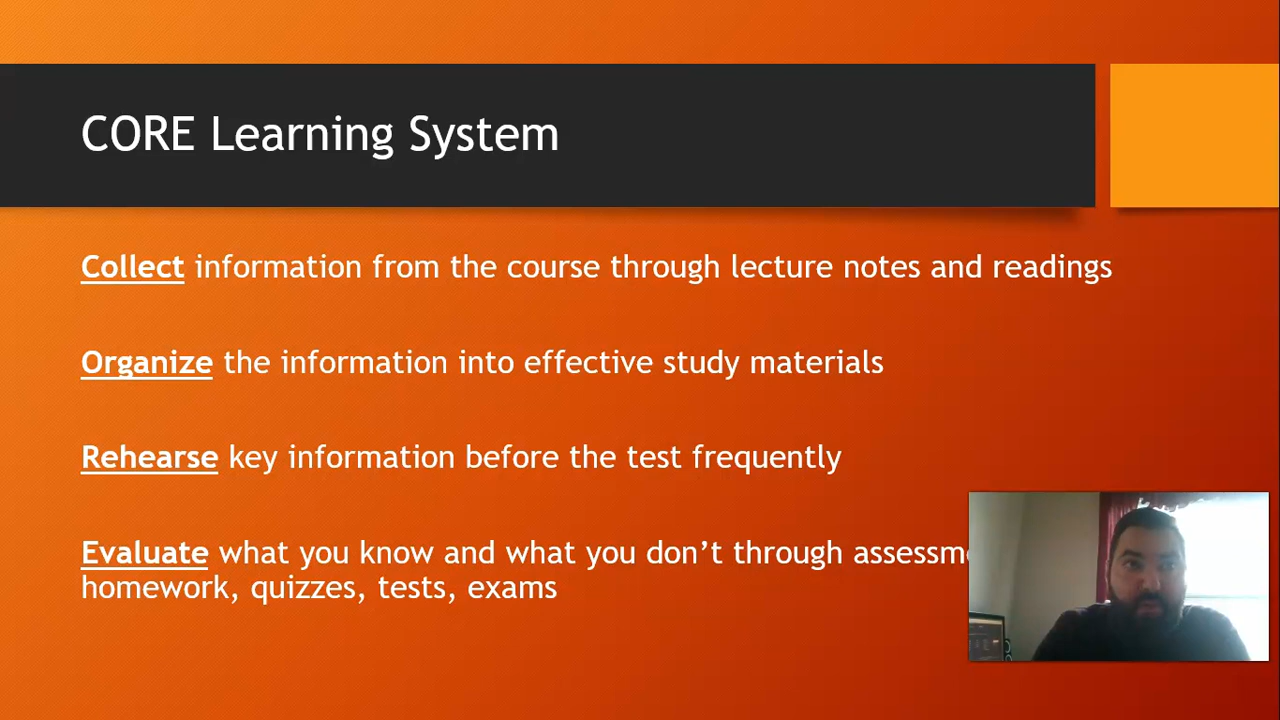 CORE Learning System
Collect information from the course through lecture notes and readings
Organize the information into effective study materials
Rehearse key information before the test frequently
Evaluate what you know and what you don’t through
homework, quizzes, tests, exams